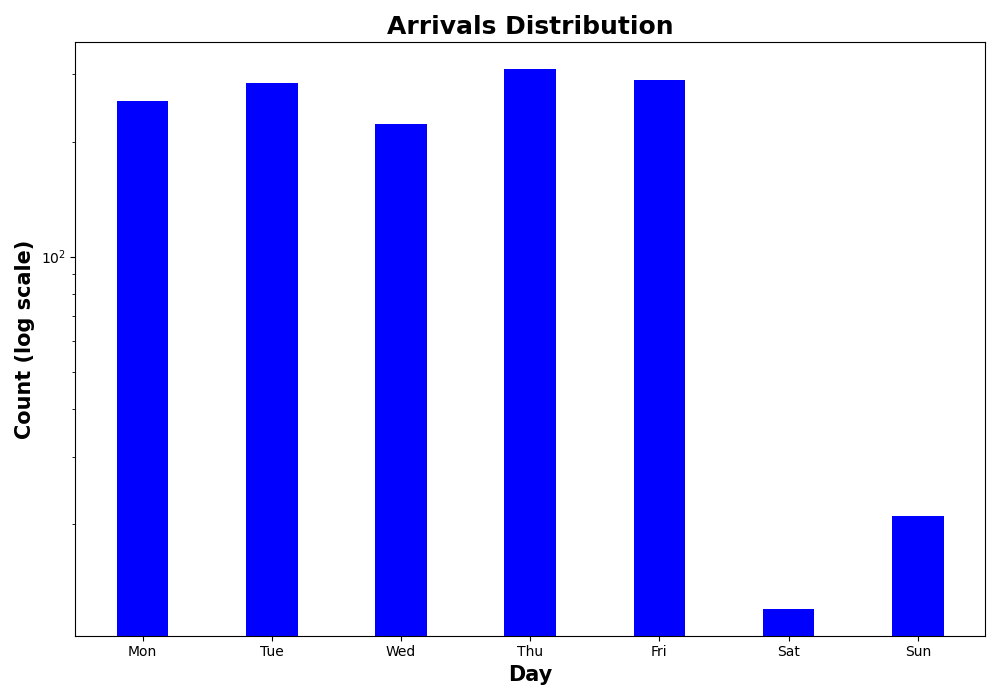 Arrivals Distribution
Count (log scale)
10²
Mon Tue Wed Thu Fri Sat Sun
Day